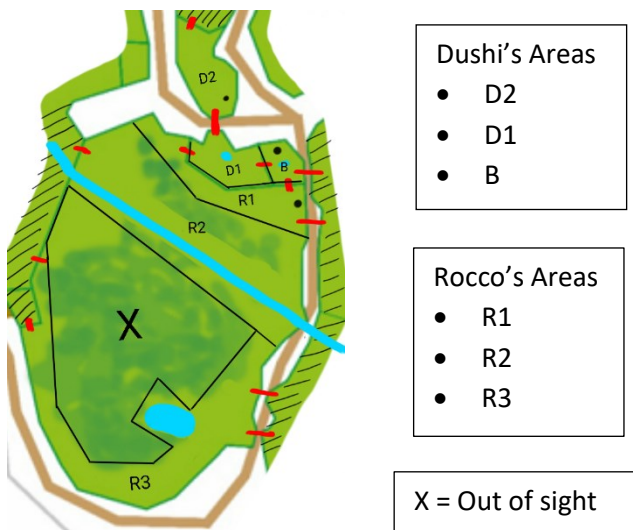 D2
D1
B
R1
R2
X
R3
Dushi’s Areas
• D2
• D1
• B
Rocco’s Areas
• R1
• R2
• R3
X = Out of sight